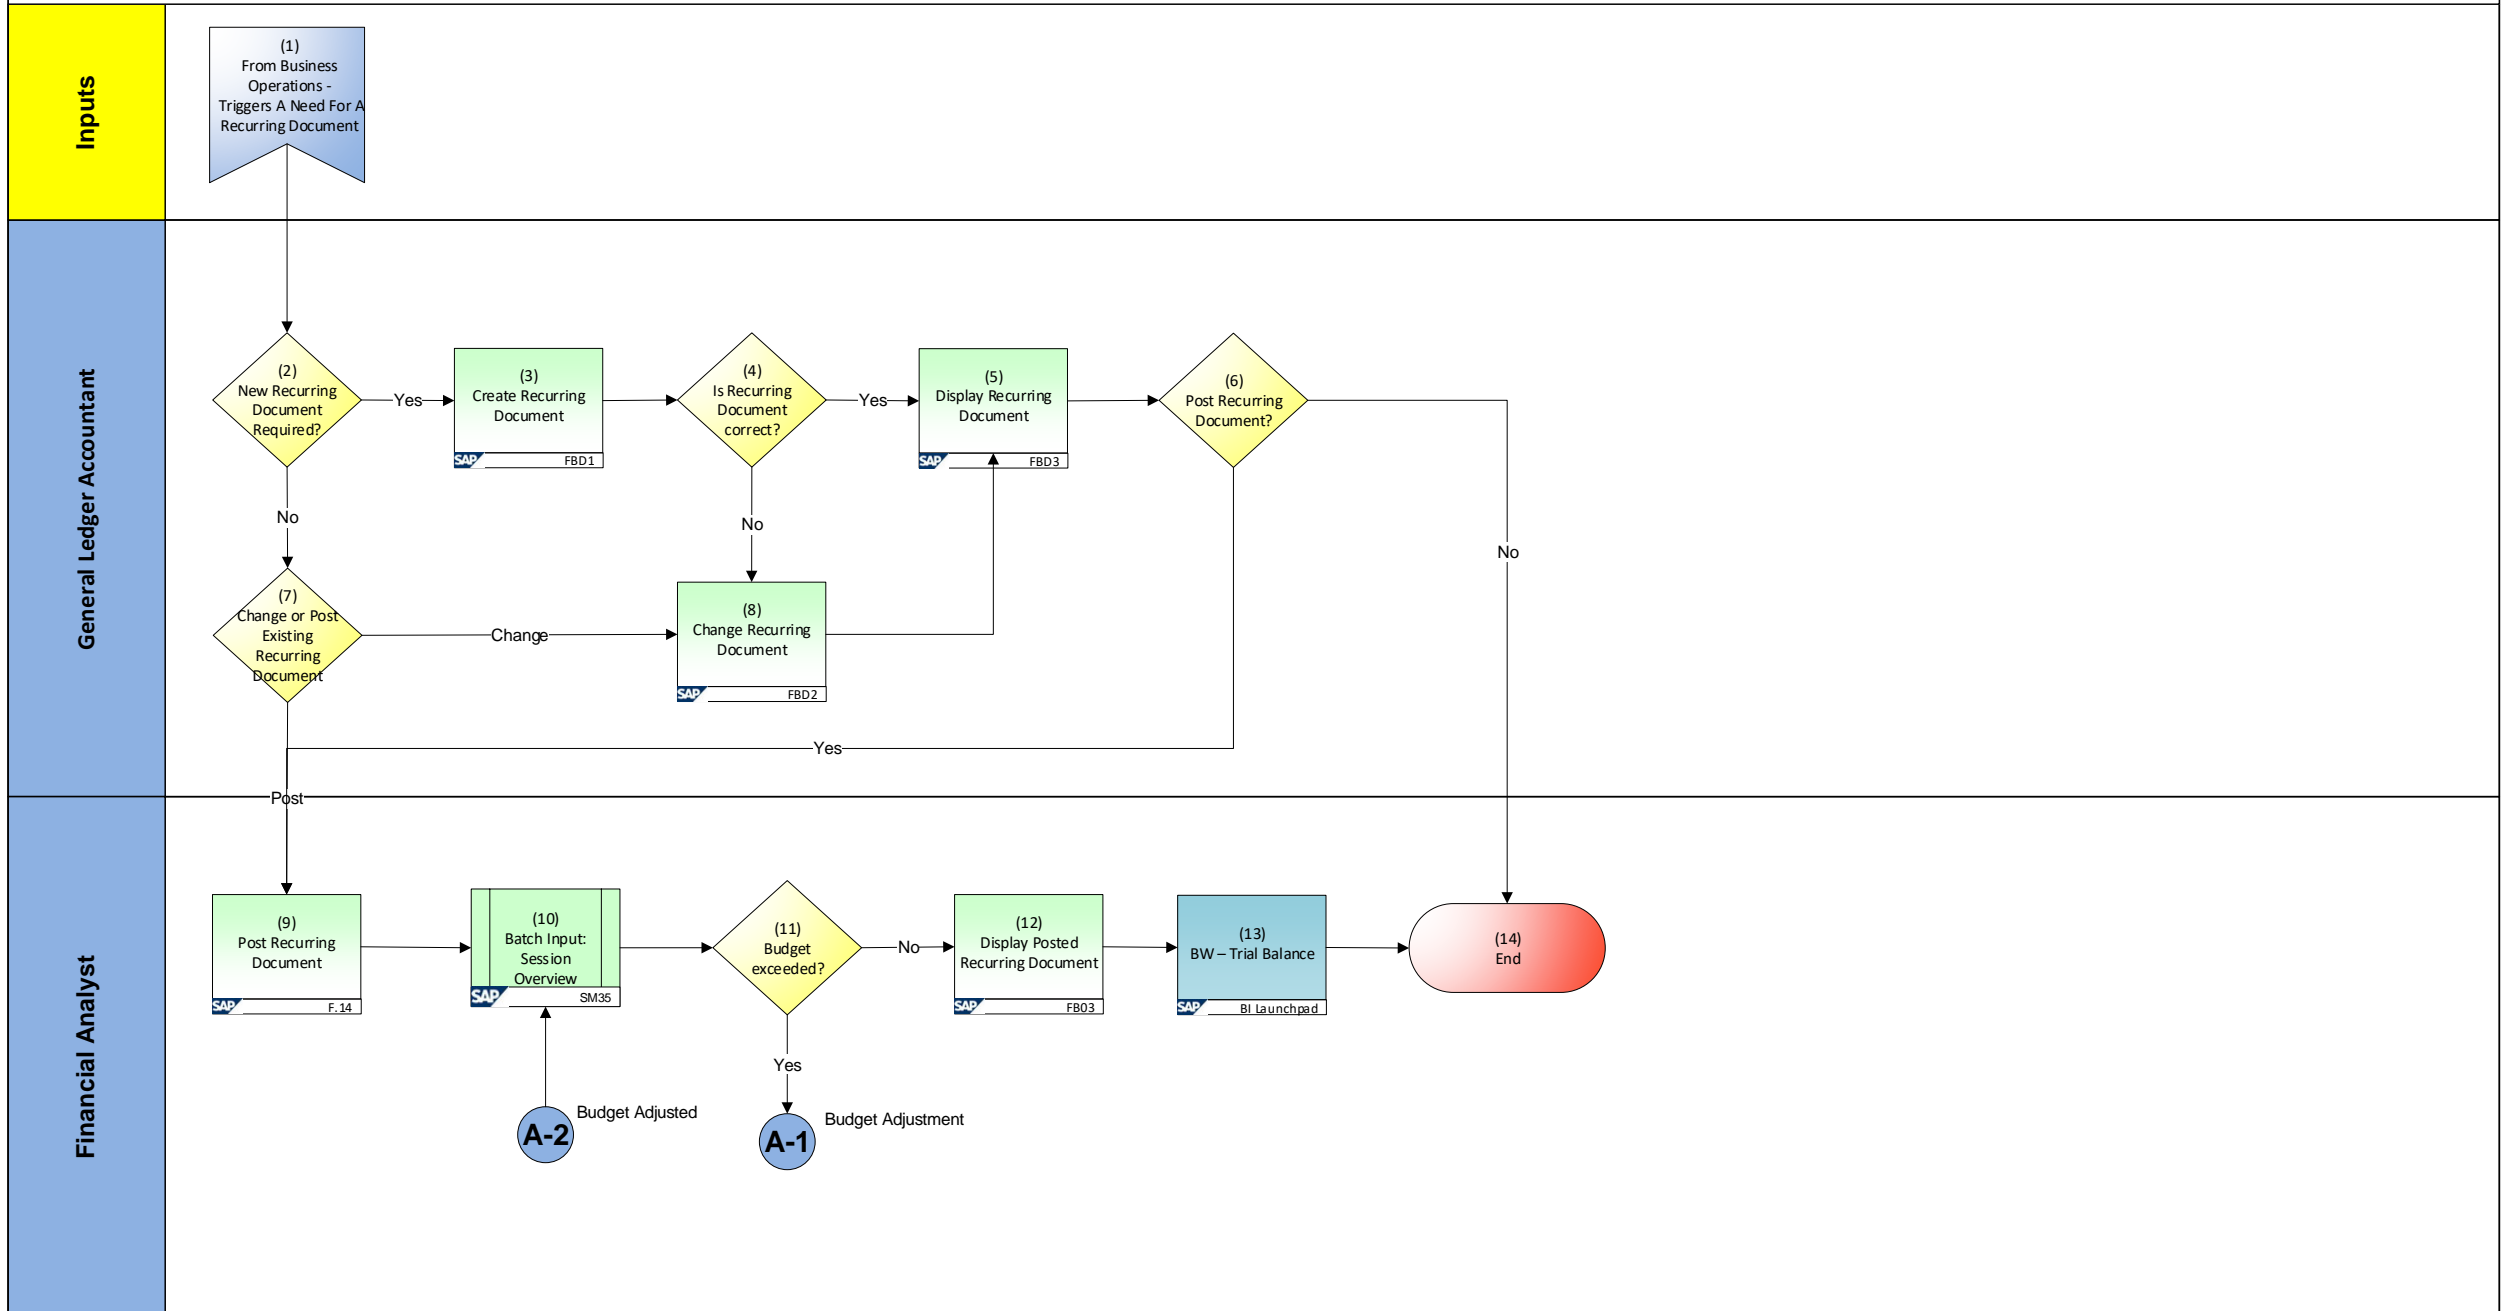 Inputs
(1)
From Business
Operations -
Triggers A Need For A
Recurring Document
General Ledger Accountant
(2)
New Recurring
Document
Required?
Yes
(3)
Create Recurring
Document
SAP
FBD1
(4)
Is Recurring
Document
correct?
Yes
(5)
Display Recurring
Document
SAP
FBD3
(6)
Post Recurring
Document?
No
No
No
(7)
Change or Post
Existing
Recurring
Document
Change
(8)
Change Recurring
Document
SAP
FBD2
Yes
Post
Financial Analyst
(9)
Post Recurring
Document
SAP
F.14
(10)
Batch Input:
Session
Overview
SAP
SM35
(11)
Budget
exceeded?
No
(12)
Display Posted
Recurring Document
SAP
FB03
(13)
BW – Trial Balance
SAP
BI Launchpad
(14)
End
Yes
A-2
Budget Adjusted
A-1
Budget Adjustment